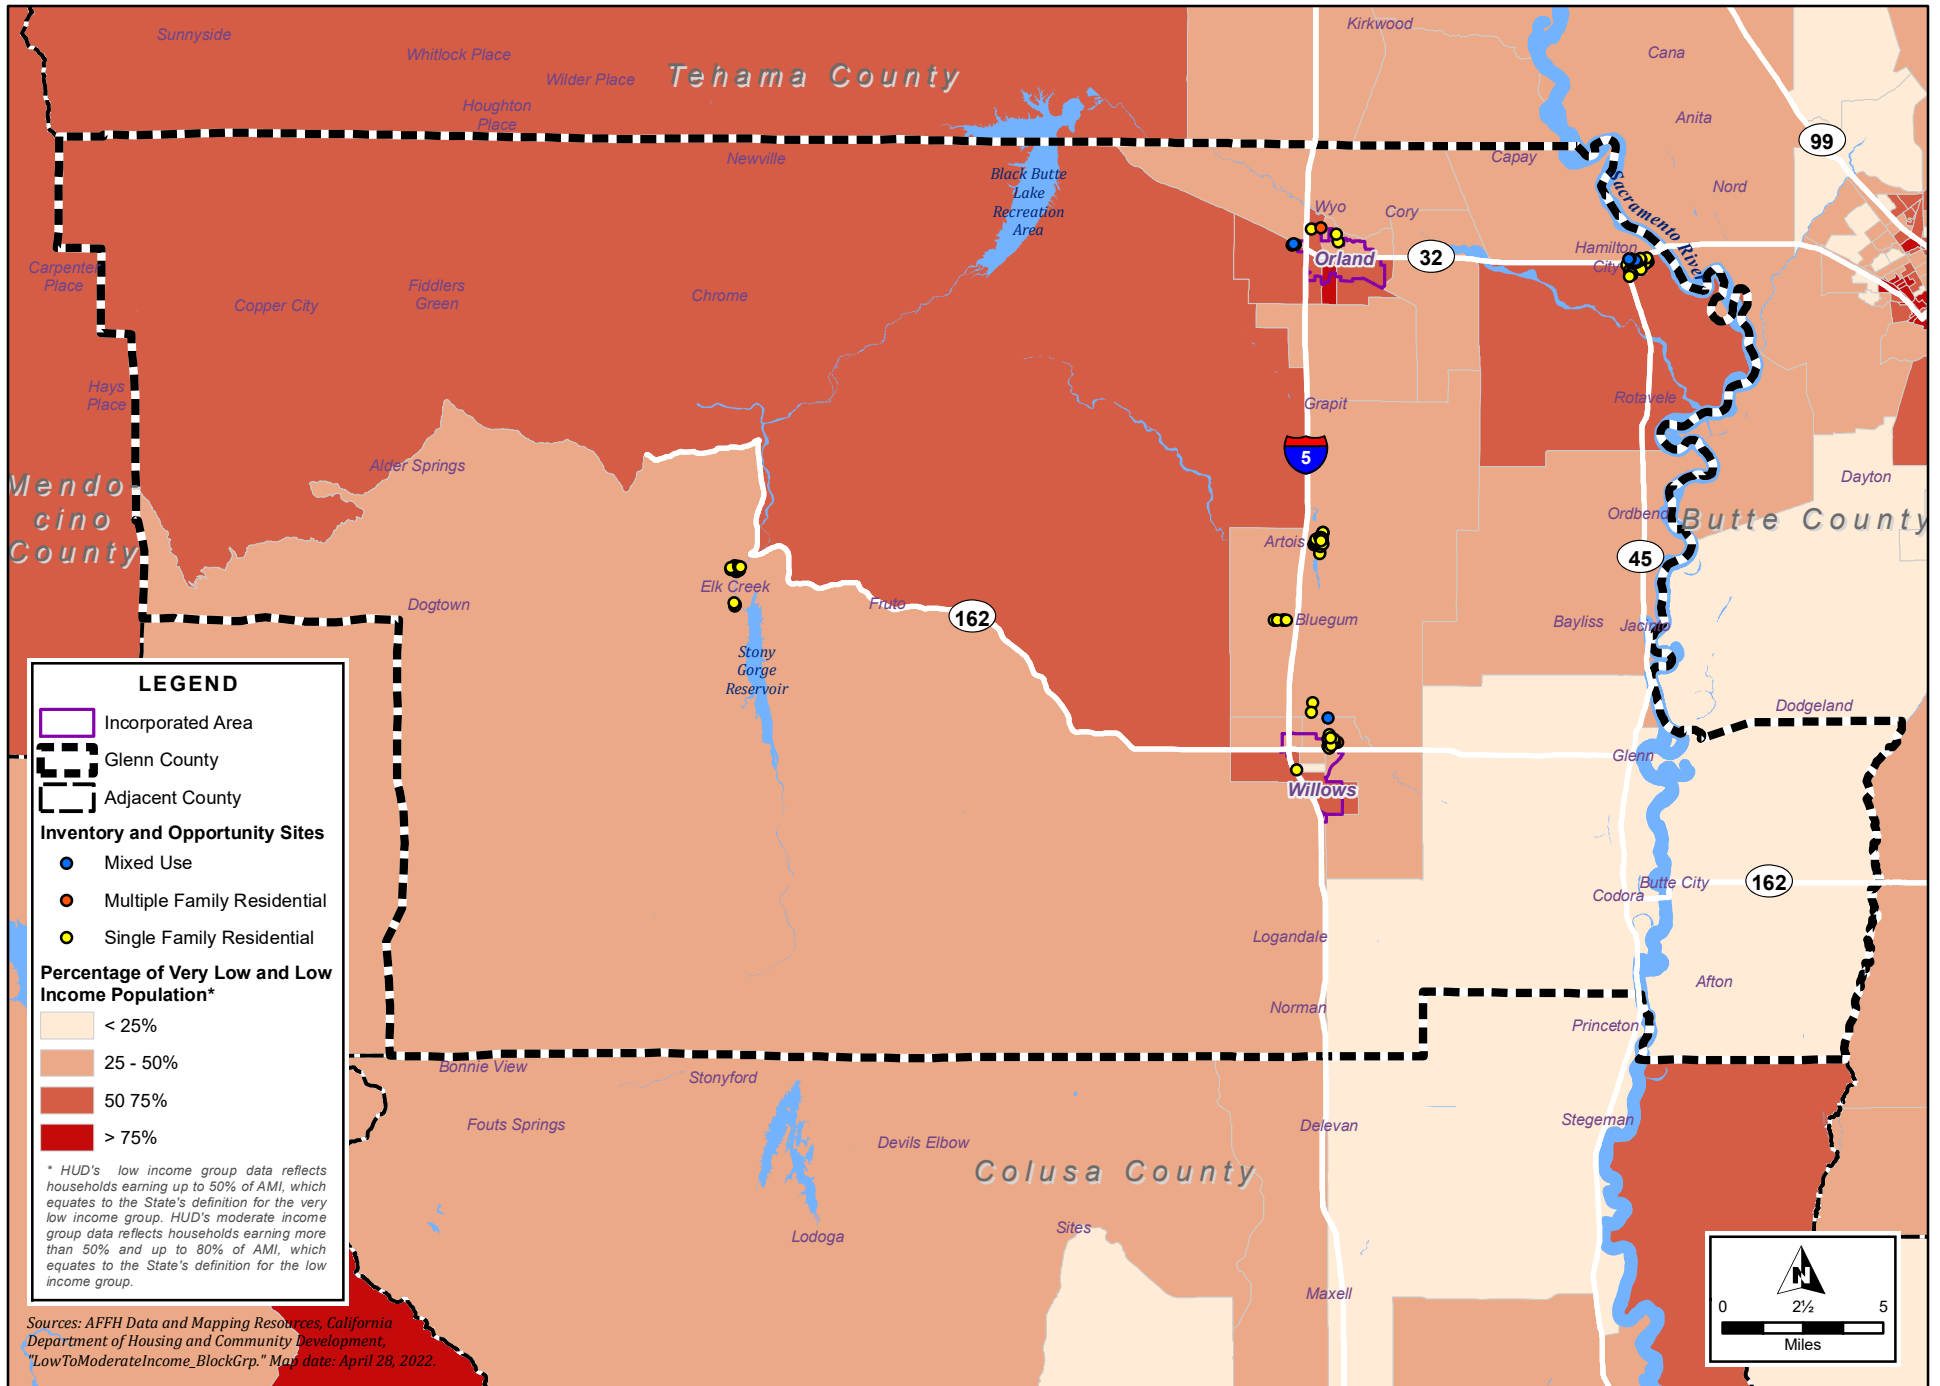 Sunnyside
Whitlock Place
Wilder Place
Houghton
Place
Tehama County
Kirkwood
Cana
Anita
99
Newville
Capay
Nord
Black Butte
Lake
Recreation
Area
Wyo
Cory
Sacramento River
Hamilton
City
Orland
32
Carpenter
Place
Copper City
Fiddlers
Green
Chrome
Hays
Place
Grapit
Rotavele
Alder Springs
5
Mendo
cino
County
Dayton
Ordbend
Butte County
Artois
45
Elk Creek
Dogtown
Fruto
162
Bluegum
Bayliss
Jacinto
Stony
Gorge
Reservoir
Dodgeland
Glenn
Willows
Butte City
162
Codora
Logandale
Afton
Norman
Princeton
Bonnie View
Stonyford
Fouts Springs
Devils Elbow
Delevan
Stegeman
Colusa County
Lodoga
Sites
Maxell
LEGEND
Incorporated Area
Glenn County
Adjacent County
Inventory and Opportunity Sites
Mixed Use
Multiple Family Residential
Single Family Residential
Percentage of Very Low and Low
Income Population*
< 25%
25 - 50%
50 75%
> 75%
* HUD's low income group data reflects
households earning up to 50% of AMI, which
equates to the State's definition for the very
low income group. HUD's moderate income
group data reflects households earning more
than 50% and up to 80% of AMI, which
equates to the State's definition for the low
income group.
Sources: AFFH Data and Mapping Resources, California
Department of Housing and Community Development,
"LowToModerateIncome_BlockGrp." Map date: April 28, 2022.
N
0 2½ 5
Miles